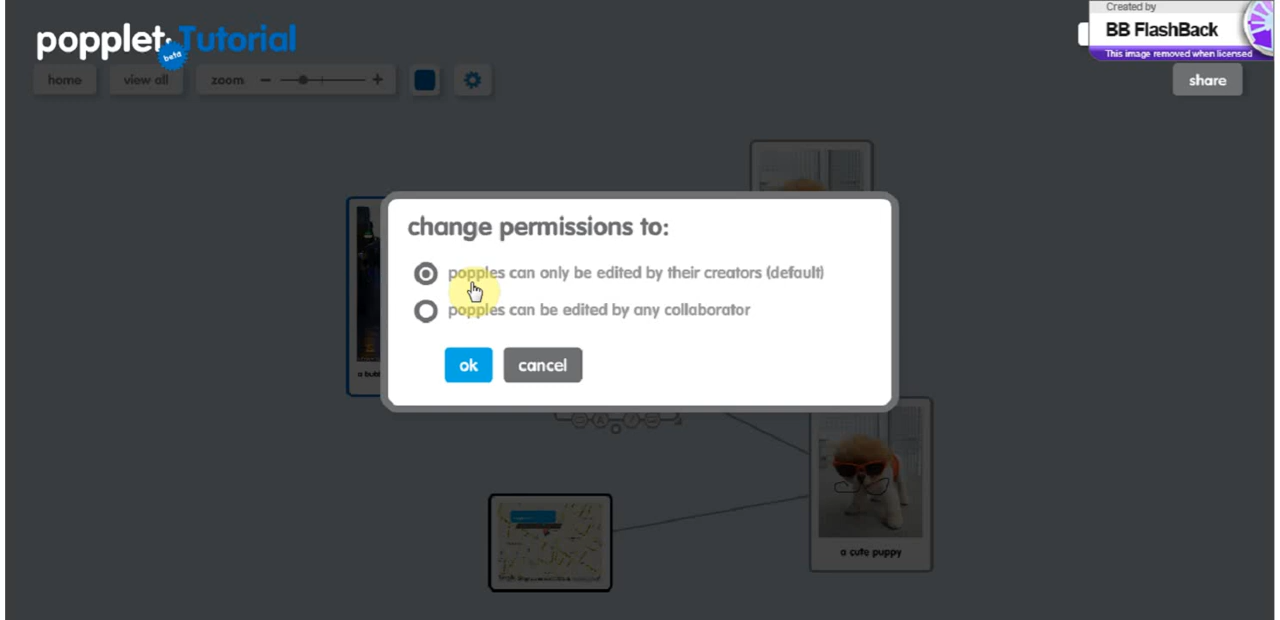 Created by
BB FlashBack
This image removed when licensed
popplet: Tutorial
beta
home view all zoom - +
share
change permissions to:
popples can only be edited by their creators (default)
popples can be edited by any collaborator
ok cancel
a cute puppy